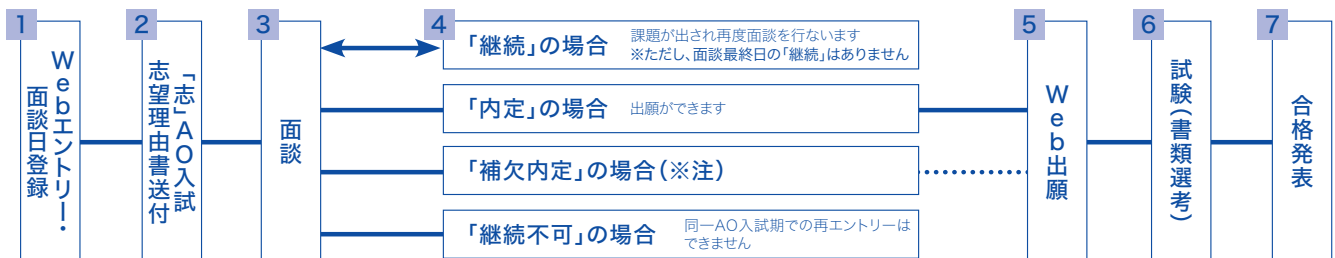 1
Webエントリー・
面談日登録
2
「志」AO入試
志望理由書送付
3
面談
4
「継続」の場合
課題が出され再度面談を行ないます
※ただし、面談最終日の「継続」はありません
「内定」の場合
出願ができます
「補欠内定」の場合(※注)
「継続不可」の場合
同一AO入試期での再エントリーは
できません
5
Web出願
6
試験(書類選考)
7
合格発表